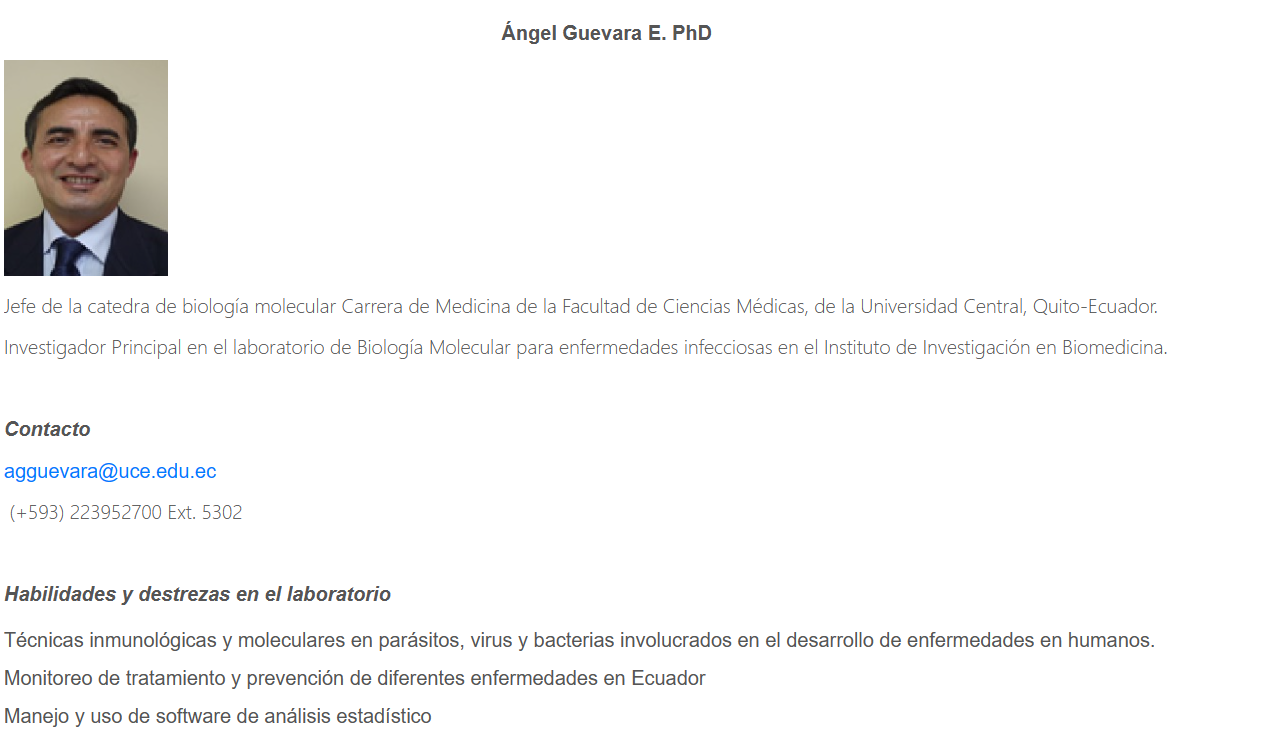 Ángel Guevara E. PhD
Jefe de la catedra de biología molecular Carrera de Medicina de la Facultad de Ciencias Médicas, de la Universidad Central, Quito-Ecuador.
Investigador Principal en el laboratorio de Biología Molecular para enfermedades infecciosas en el Instituto de Investigación en Biomedicina.
Contacto
agguevara@uce.edu.ec
(+593) 223952700 Ext. 5302
Habilidades y destrezas en el laboratorio
Técnicas inmunológicas y moleculares en parásitos, virus y bacterias involucrados en el desarrollo de enfermedades en humanos.
Monitoreo de tratamiento y prevención de diferentes enfermedades en Ecuador
Manejo y uso de software de análisis estadístico